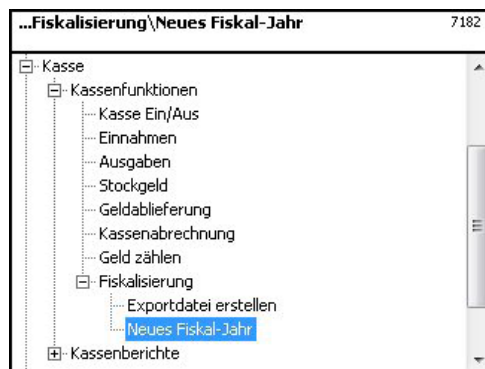 ...Fiskalisierung\Neues Fiskal-Jahr 7182
Kasse
Kassenfunktionen
Kasse Ein/Aus
Einnahmen
Ausgaben
Stockgeld
Geldablieferung
Kassenabrechnung
Geld zählen
Fiskalisierung
Exportdatei erstellen
Neues Fiskal-Jahr
Kassenberichte